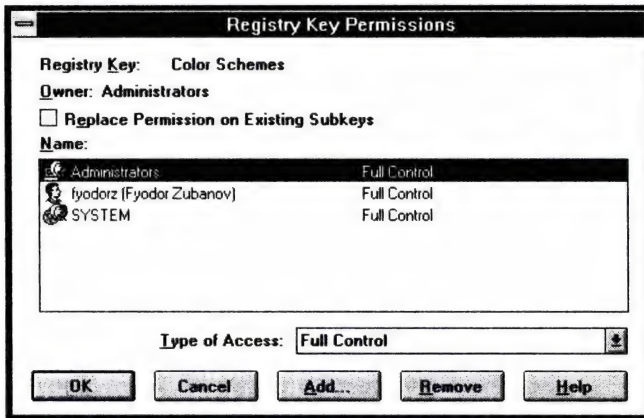 Registry Key Permissions
Registry Key: Color Schemes
Owner: Administrators
Replace Permission on Existing Subkeys
Name:
Administrators Full Control
fyodorz (Fyodor Zubanov) Full Control
SYSTEM Full Control
Type of Access: Full Control
OK Cancel Add... Remove Help